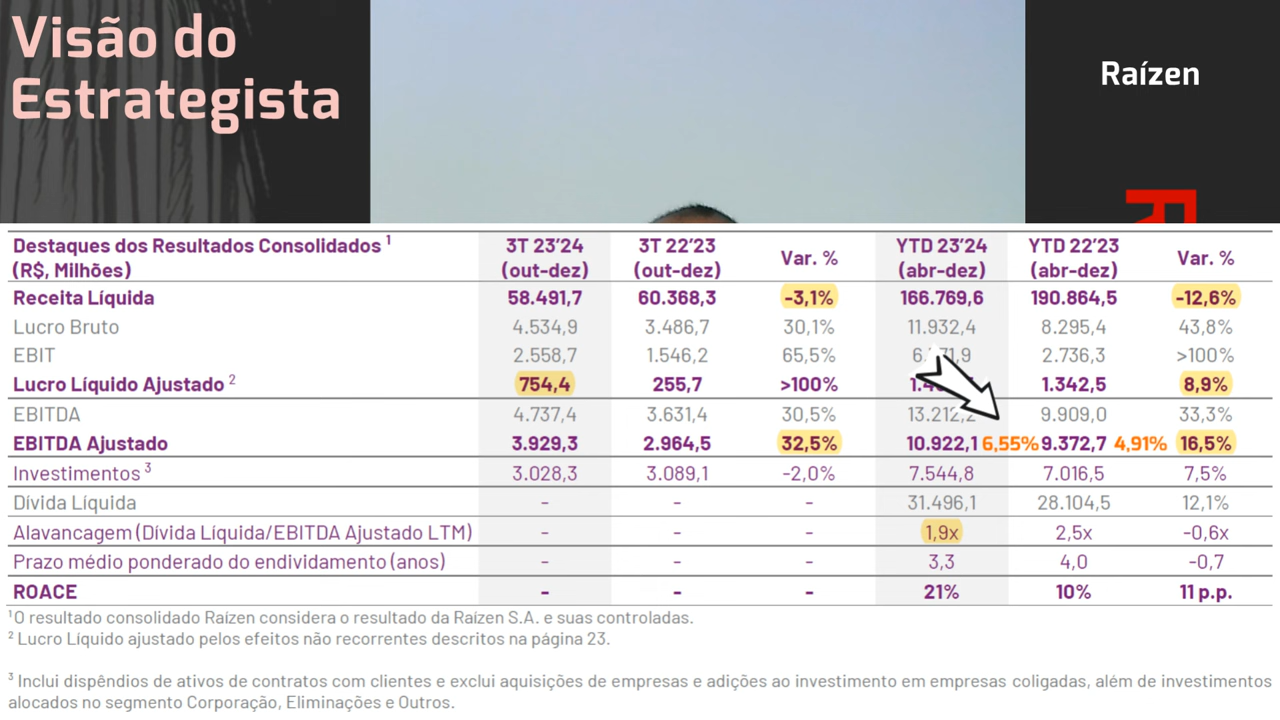 Visão do
Estrategista
Raízen
R
Destaques dos Resultados Consolidados ¹ (R$, Milhões) 3T 23'24 (out-dez) 3T 22'23 (out-dez) Var. % YTD 23'24 (abr-dez) YTD 22'23 (abr-dez) Var. %
Receita Líquida 58.491,7 60.368,3 -3,1% 166.769,6 190.864,5 -12,6%
Lucro Bruto 4.534,9 3.486,7 30,1% 11.932,4 8.295,4 43,8%
EBIT 2.558,7 1.546,2 65,5% 2.736,3 >100%
Lucro Líquido Ajustado ² 754,4 255,7 >100% 1.342,5 8,9%
EBITDA 4.737,4 3.631,4 30,5% 13.212,2 9.909,0 33,3%
EBITDA Ajustado 3.929,3 2.964,5 32,5% 10.922,1 6,55% 9.372,7 4,91% 16,5%
Investimentos ³ 3.028,3 3.089,1 -2,0% 7.544,8 7.016,5 7,5%
Dívida Líquida - - - 31.496,1 28.104,5 12,1%
Alavancagem (Dívida Líquida/EBITDA Ajustado LTM) - - - 1,9x 2,5x -0,6x
Prazo médio ponderado do endividamento (anos) - - - 3,3 4,0 -0,7
ROACE - - - 21% 10% 11 p.p.
¹ O resultado consolidado Raízen considera o resultado da Raízen S.A. e suas controladas.
² Lucro Líquido ajustado pelos efeitos não recorrentes descritos na página 23.
³ Inclui dispêndios de ativos de contratos com clientes e exclui aquisições de empresas e adições ao investimento em empresas coligadas, além de investimentos
alocados no segmento Corporação, Eliminações e Outros.